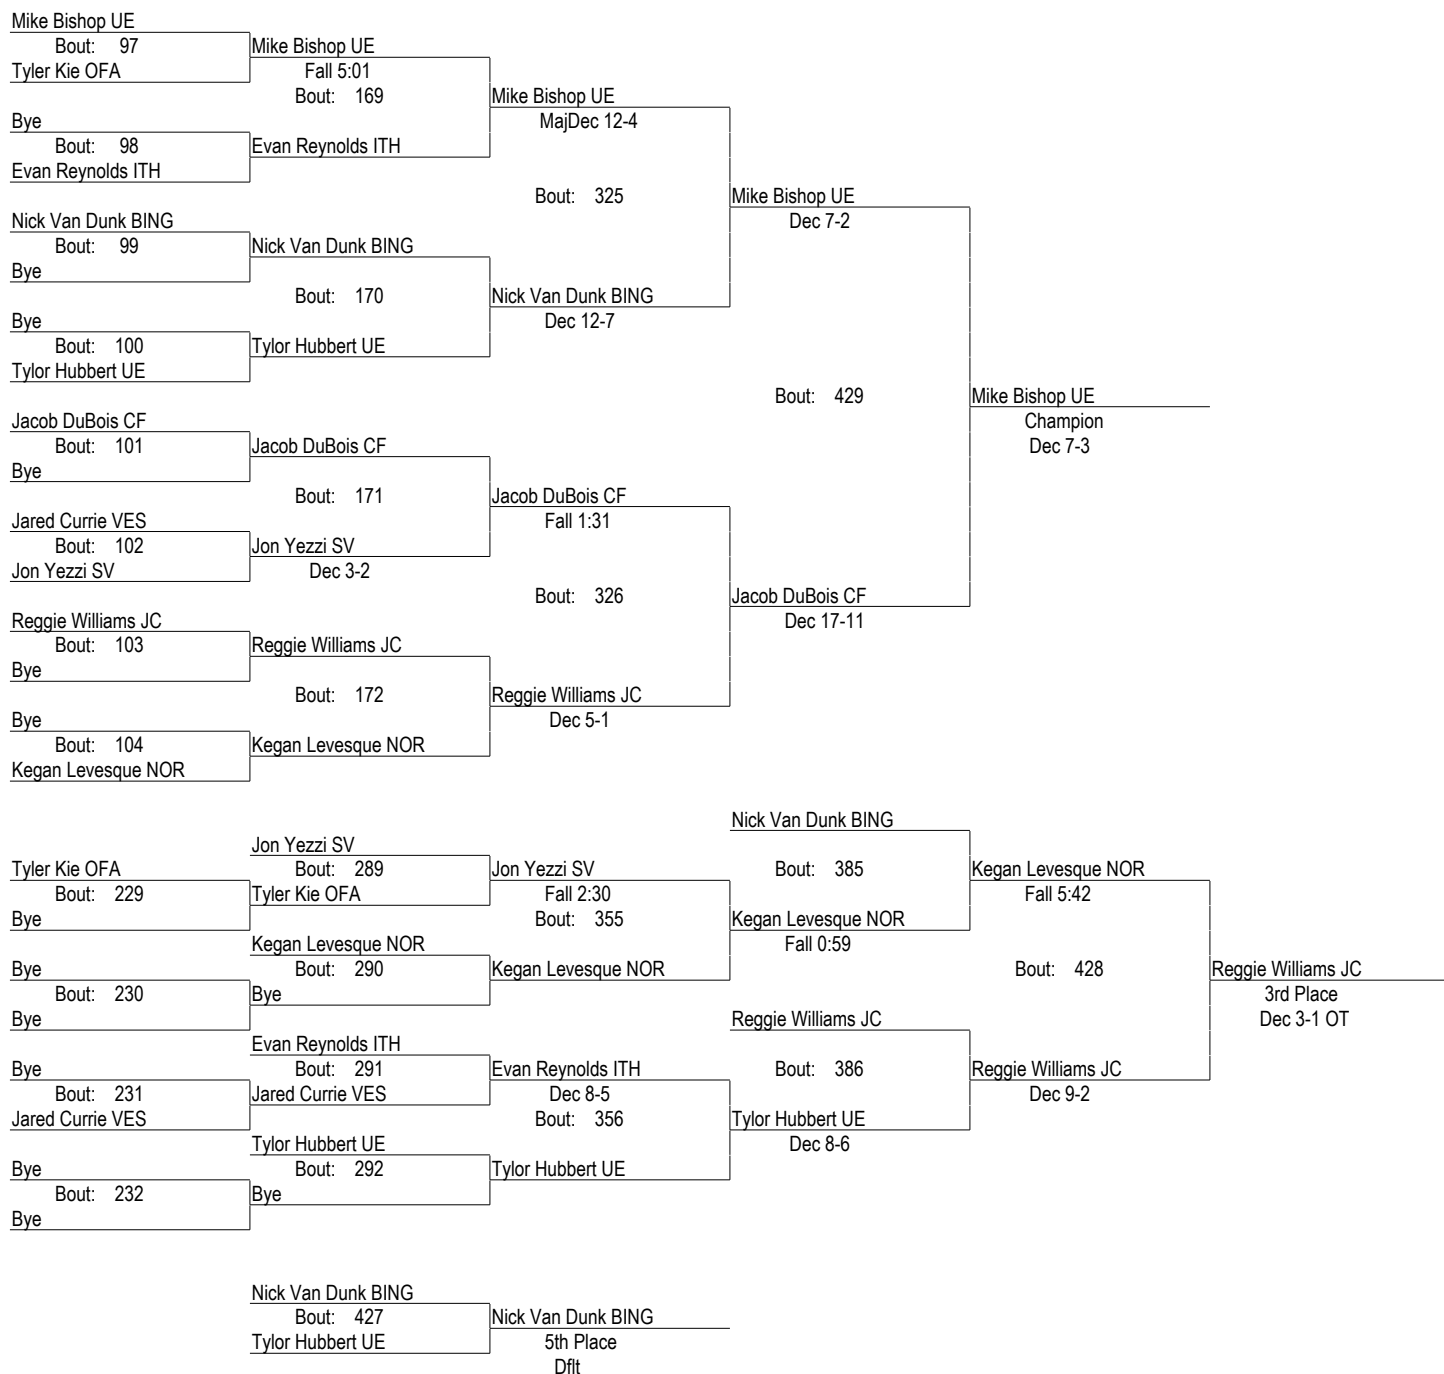 Mike Bishop UE
Bout: 97 Mike Bishop UE
Tyler Kie OFA Fall 5:01
Bout: 169 Mike Bishop UE
Bye MajDec 12-4
Bout: 98 Evan Reynolds ITH
Evan Reynolds ITH
Bout: 325 Mike Bishop UE
Nick Van Dunk BING Dec 7-2
Bout: 99 Nick Van Dunk BING
Bye
Bout: 170 Nick Van Dunk BING
Bye Dec 12-7
Bout: 100 Tylor Hubbert UE
Tylor Hubbert UE
Bout: 429 Mike Bishop UE
Jacob DuBois CF Champion
Bout: 101 Jacob DuBois CF Dec 7-3
Bye
Bout: 171 Jacob DuBois CF
Jared Currie VES Fall 1:31
Bout: 102 Jon Yezzi SV
Jon Yezzi SV Dec 3-2
Bout: 326 Jacob DuBois CF
Reggie Williams JC Dec 17-11
Bout: 103 Reggie Williams JC
Bye
Bout: 172 Reggie Williams JC
Bye Dec 5-1
Bout: 104 Kegan Levesque NOR
Kegan Levesque NOR
Nick Van Dunk BING
Jon Yezzi SV
Tyler Kie OFA Bout: 289 Jon Yezzi SV Bout: 385 Kegan Levesque NOR
Bout: 229 Tyler Kie OFA Fall 2:30 Fall 5:42
Bye Bout: 355 Kegan Levesque NOR
Kegan Levesque NOR Fall 0:59
Bye Bout: 290 Kegan Levesque NOR Bout: 428 Reggie Williams JC
Bout: 230 Bye 3rd Place
Bye Reggie Williams JC Dec 3-1 OT
Evan Reynolds ITH
Bye Bout: 291 Evan Reynolds ITH Bout: 386 Reggie Williams JC
Bout: 231 Jared Currie VES Dec 8-5 Dec 9-2
Jared Currie VES Bout: 356 Tylor Hubbert UE
Tylor Hubbert UE Dec 8-6
Bye Bout: 292 Tylor Hubbert UE
Bout: 232 Bye
Bye
Nick Van Dunk BING
Bout: 427 Nick Van Dunk BING
Tylor Hubbert UE 5th Place
Dflt